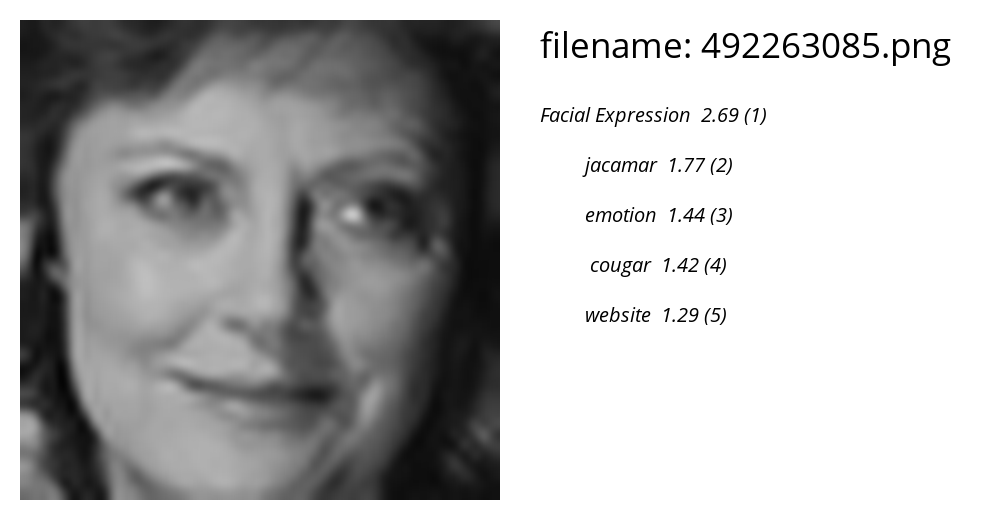 filename: 492263085.png
Facial Expression 2.69 (1)
jacamar 1.77 (2)
emotion 1.44 (3)
cougar 1.42 (4)
website 1.29 (5)